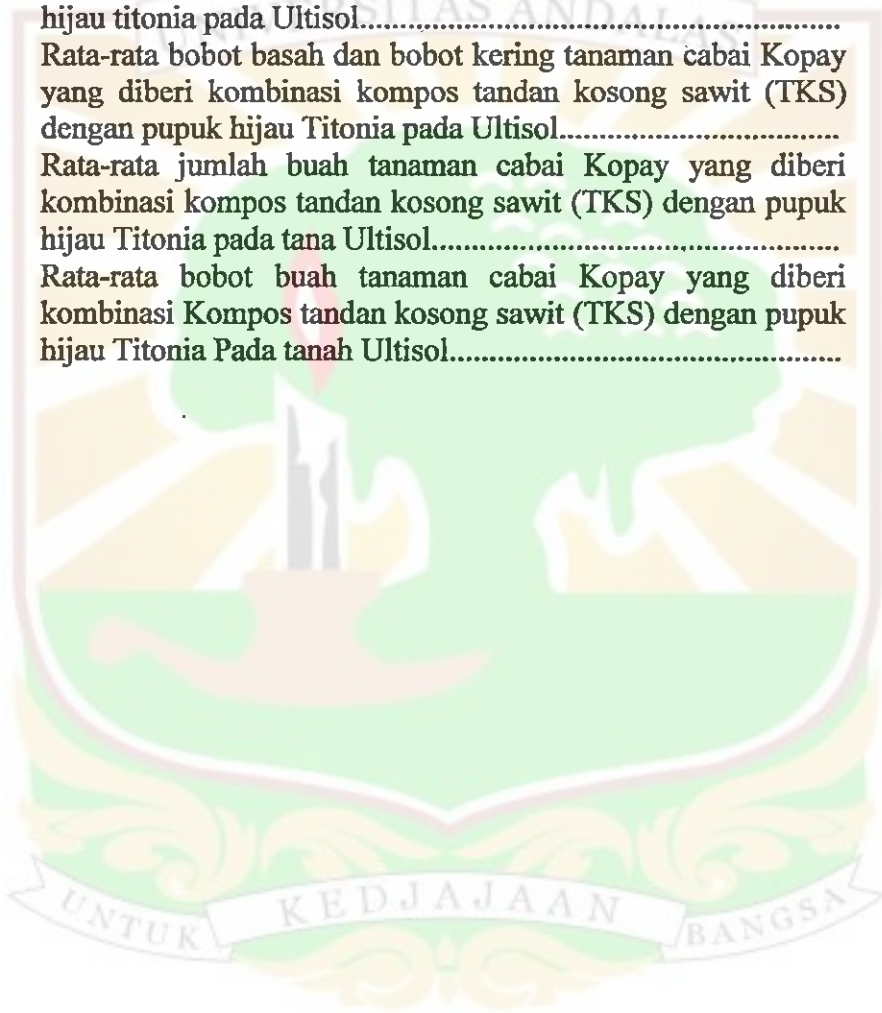 hijau titonia pada Ultisol............................................................
UNIVERSITAS ANDALAS
Rata-rata bobot basah dan bobot kering tanaman cabai Kopay
yang diberi kombinasi kompos tandan kosong sawit (TKS)
dengan pupuk hijau Titonia pada Ultisol...................................
Rata-rata jumlah buah tanaman cabai Kopay yang diberi
kombinasi kompos tandan kosong sawit (TKS) dengan pupuk
hijau Titonia pada tana Ultisol...................................................
Rata-rata bobot buah tanaman cabai Kopay yang diberi
kombinasi Kompos tandan kosong sawit (TKS) dengan pupuk
hijau Titonia Pada tanah Ultisol.................................................
UNTUK KEDJAJAAN BANGSA